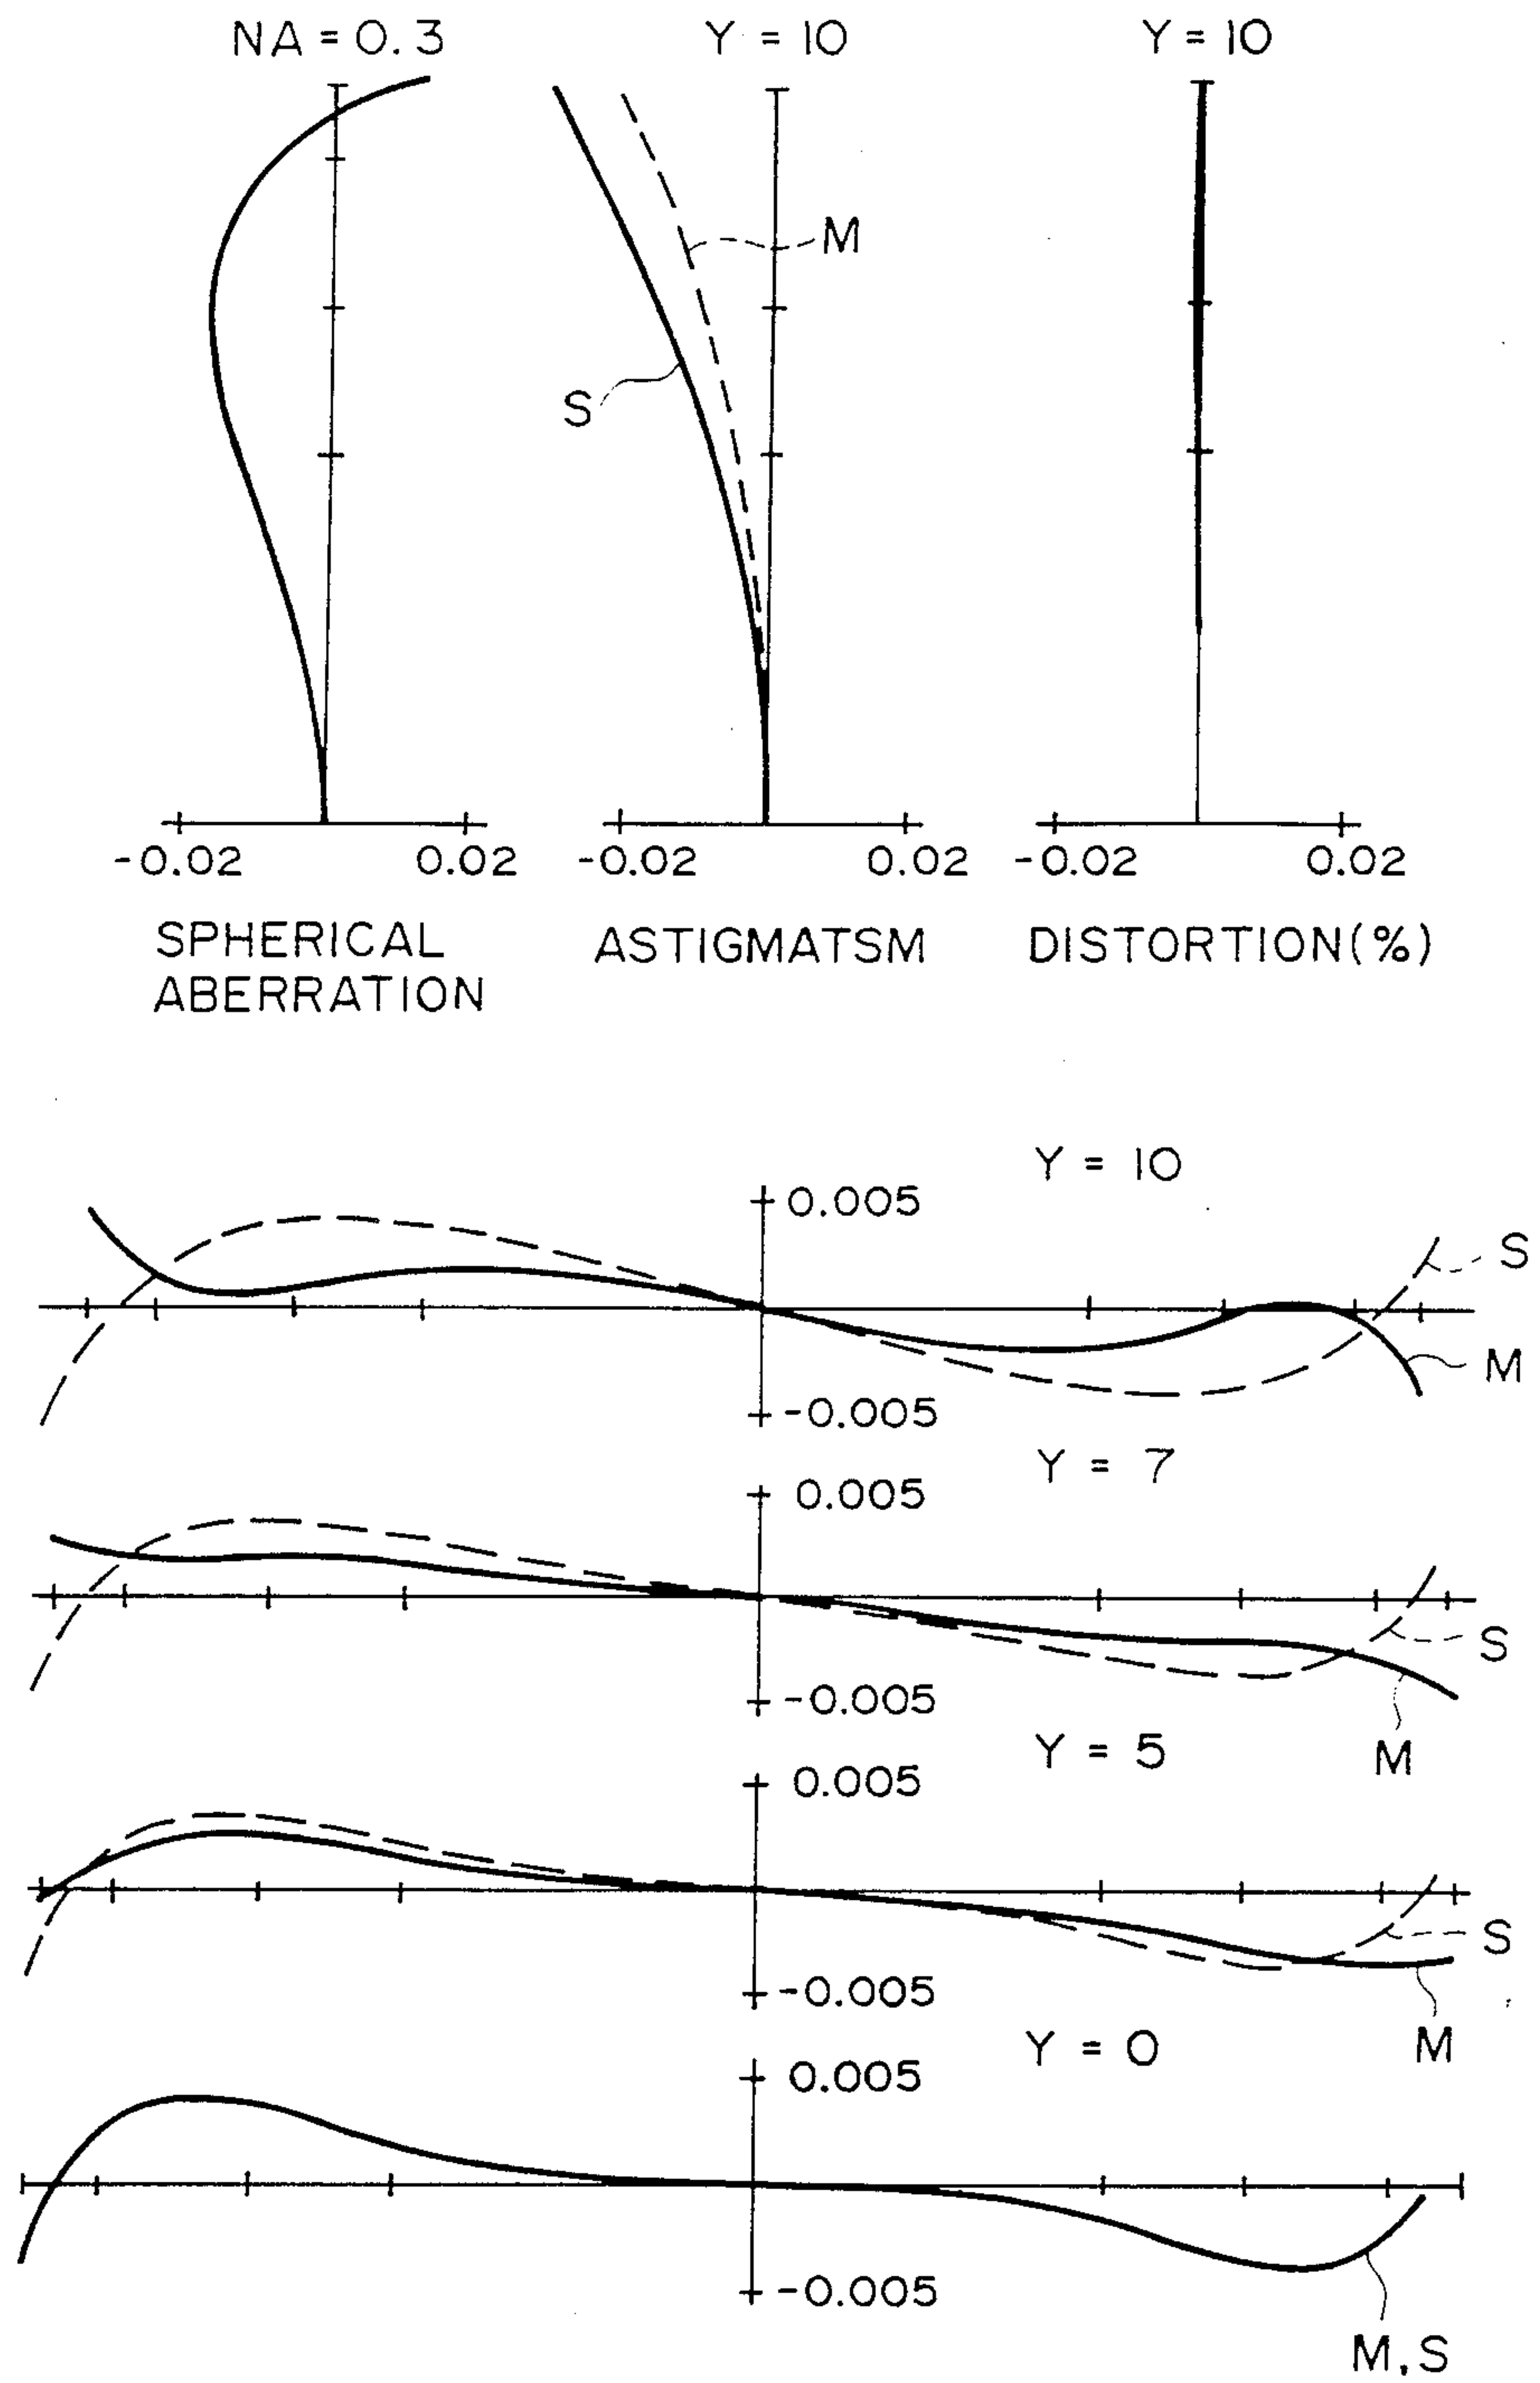 NA = 0.3
Y = 10
Y = 10
M
S
-0.02 0.02
-0.02 0.02
-0.02 0.02
SPHERICAL
ABERRATION
ASTIGMATSM
DISTORTION(%)
Y = 10
0.005
S
M
-0.005
Y = 7
0.005
S
-0.005
M
Y = 5
0.005
S
-0.005
M
Y = 0
0.005
-0.005
M,S